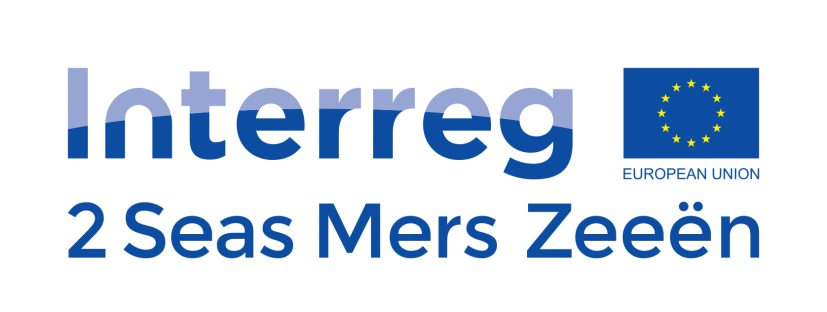 Interreg
EUROPEAN UNION
2 Seas Mers Zeeën